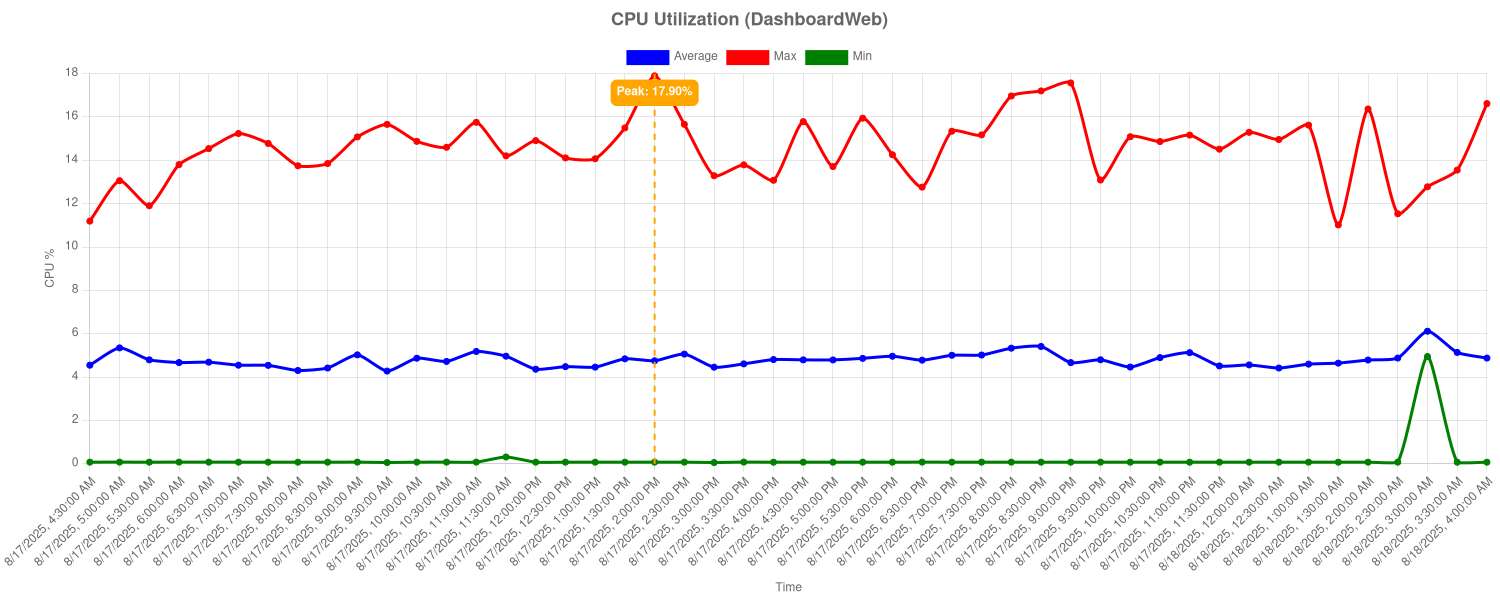 CPU Utilization (DashboardWeb)
Average Max Min
Peak: 17.90%
18
16
14
12
10
8
6
4
2
0
CPU %
8/17/2025, 4:30:00 AM
8/17/2025, 5:00:00 AM
8/17/2025, 5:30:00 AM
8/17/2025, 6:00:00 AM
8/17/2025, 6:30:00 AM
8/17/2025, 7:00:00 AM
8/17/2025, 7:30:00 AM
8/17/2025, 8:00:00 AM
8/17/2025, 8:30:00 AM
8/17/2025, 9:00:00 AM
8/17/2025, 9:30:00 AM
8/17/2025, 10:00:00 AM
8/17/2025, 10:30:00 AM
8/17/2025, 11:00:00 AM
8/17/2025, 11:30:00 AM
8/17/2025, 12:00:00 PM
8/17/2025, 12:30:00 PM
8/17/2025, 1:00:00 PM
8/17/2025, 1:30:00 PM
8/17/2025, 2:00:00 PM
8/17/2025, 2:30:00 PM
8/17/2025, 3:00:00 PM
8/17/2025, 3:30:00 PM
8/17/2025, 4:00:00 PM
8/17/2025, 4:30:00 PM
8/17/2025, 5:00:00 PM
8/17/2025, 5:30:00 PM
8/17/2025, 6:00:00 PM
8/17/2025, 6:30:00 PM
8/17/2025, 7:00:00 PM
8/17/2025, 7:30:00 PM
8/17/2025, 8:00:00 PM
8/17/2025, 8:30:00 PM
8/17/2025, 9:00:00 PM
8/17/2025, 9:30:00 PM
8/17/2025, 10:00:00 PM
8/17/2025, 10:30:00 PM
8/17/2025, 11:00:00 PM
8/17/2025, 11:30:00 PM
8/18/2025, 12:00:00 AM
8/18/2025, 12:30:00 AM
8/18/2025, 1:00:00 AM
8/18/2025, 1:30:00 AM
8/18/2025, 2:00:00 AM
8/18/2025, 2:30:00 AM
8/18/2025, 3:00:00 AM
8/18/2025, 3:30:00 AM
8/18/2025, 4:00:00 AM
Time